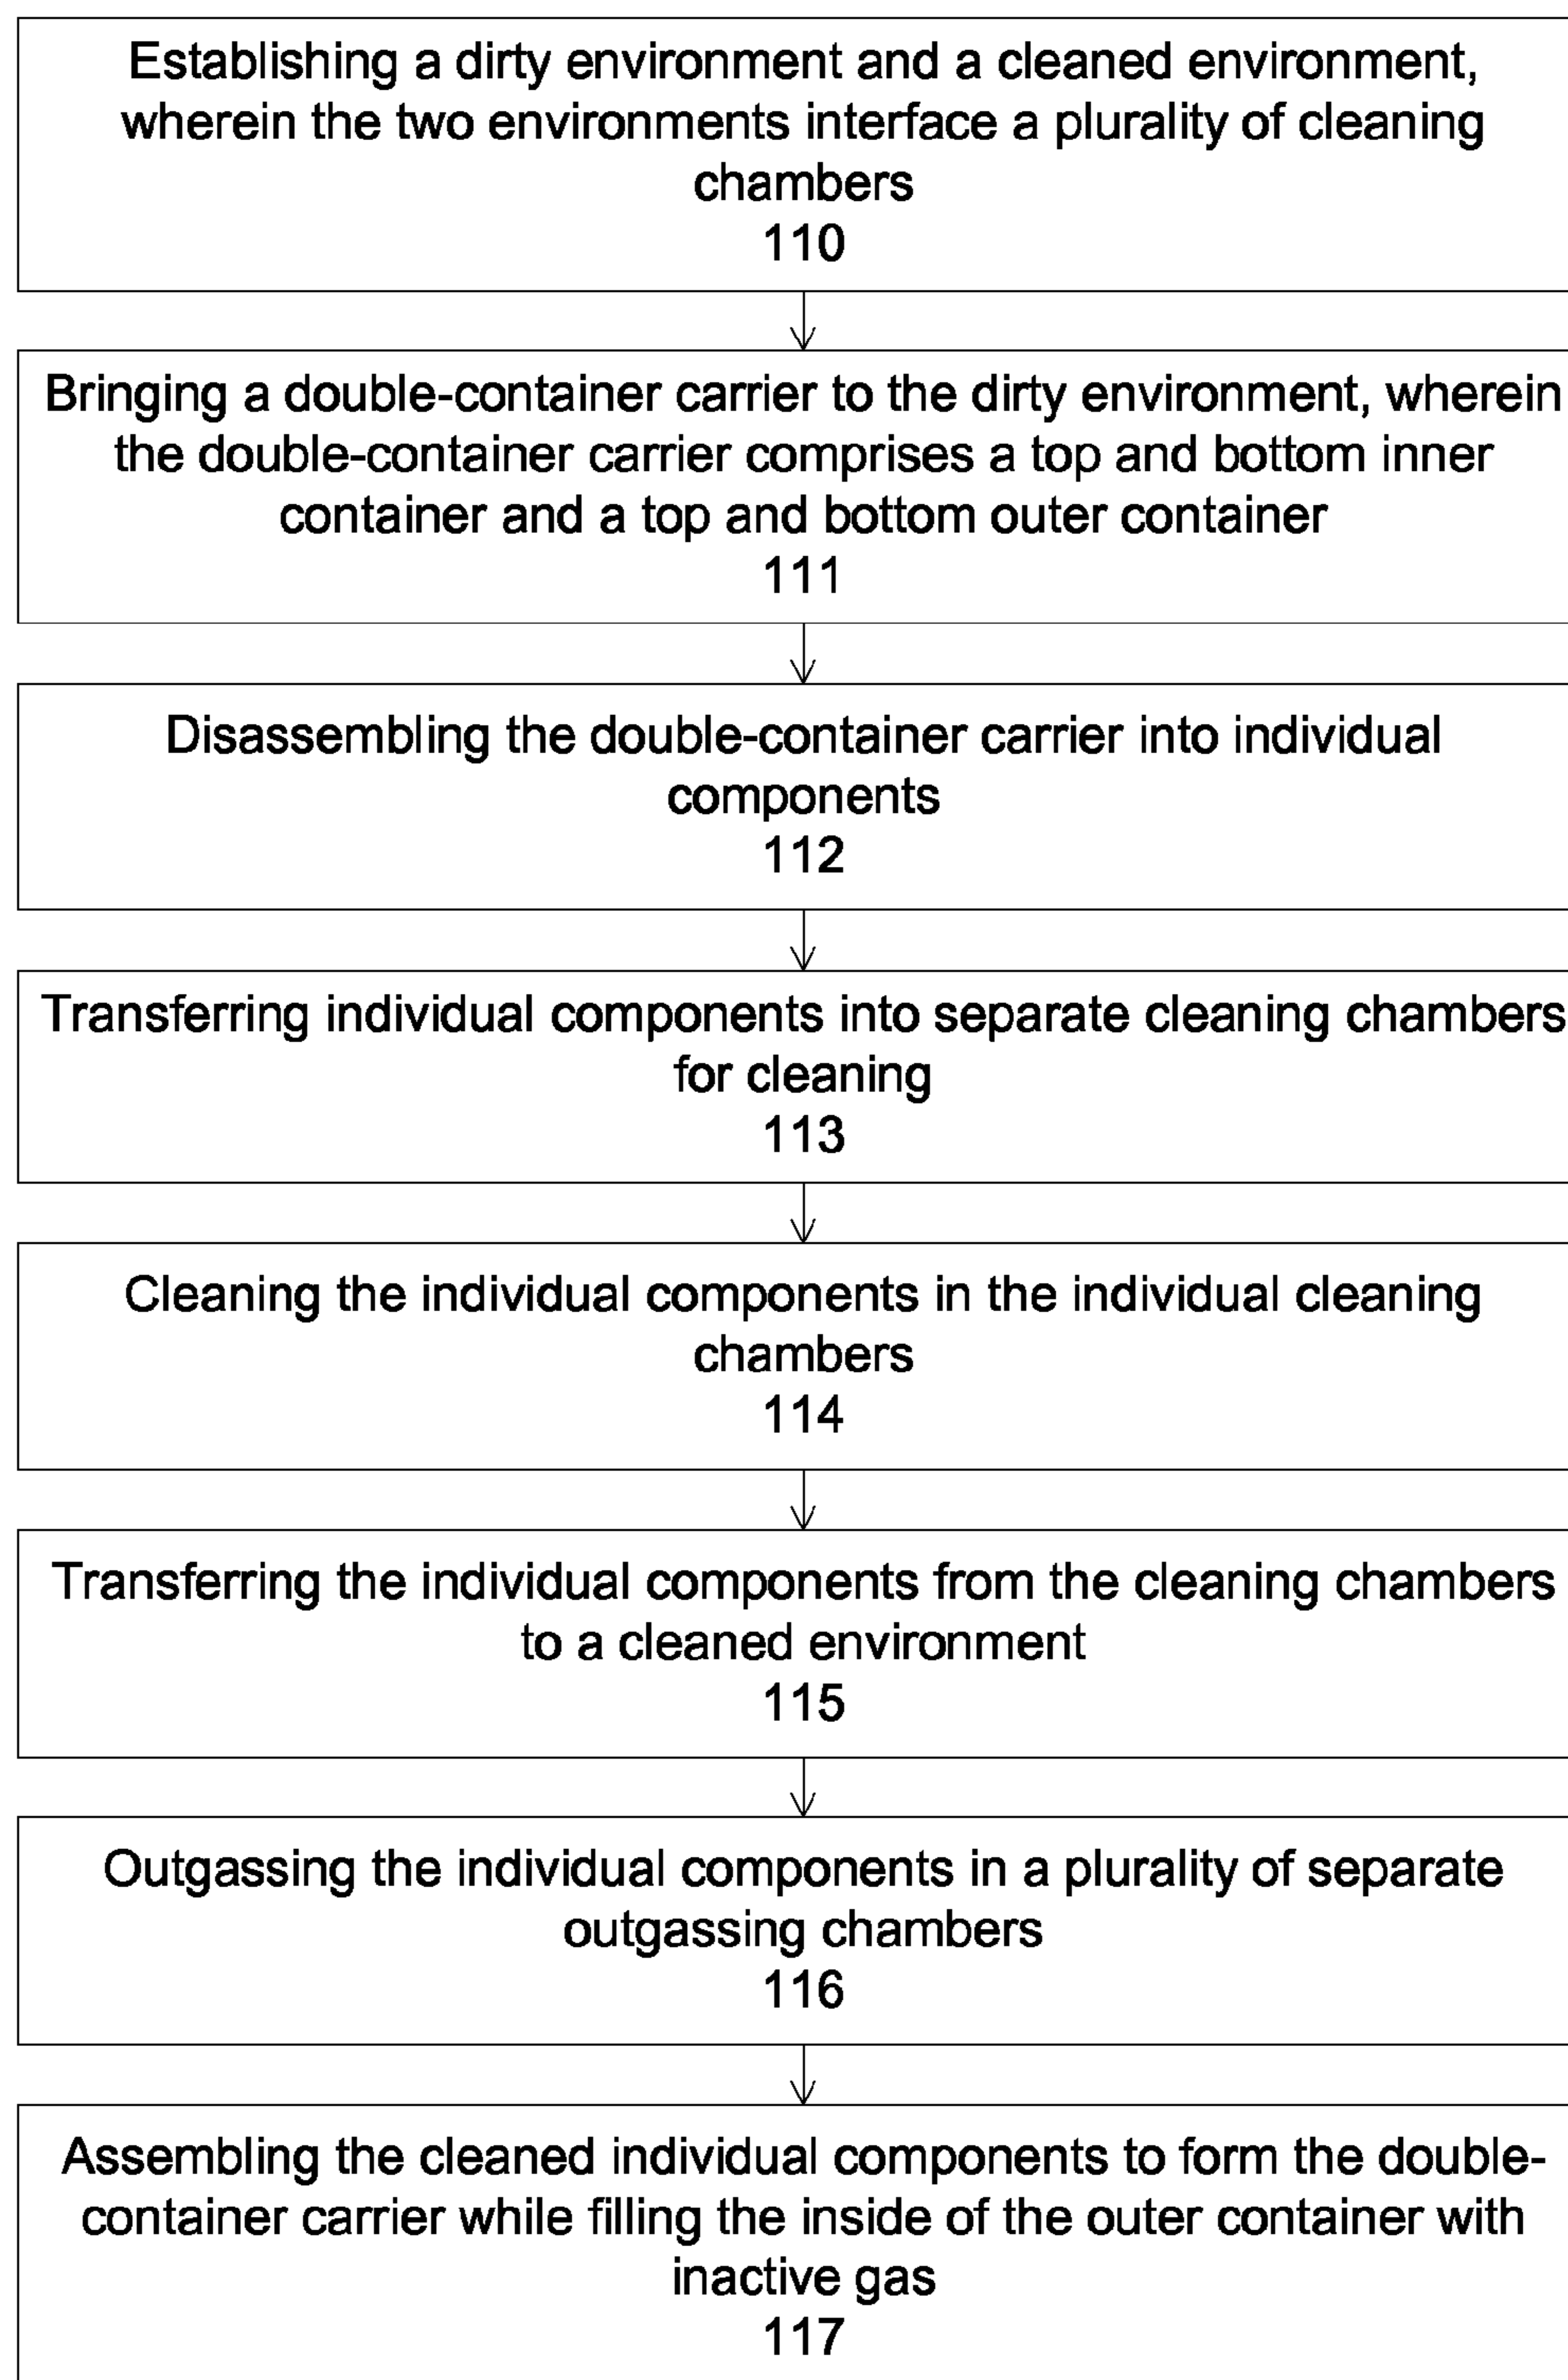 Establishing a dirty environment and a cleaned environment,
wherein the two environments interface a plurality of cleaning
chambers
110
Bringing a double-container carrier to the dirty environment, wherein
the double-container carrier comprises a top and bottom inner
container and a top and bottom outer container
111
Disassembling the double-container carrier into individual
components
112
Transferring individual components into separate cleaning chambers
for cleaning
113
Cleaning the individual components in the individual cleaning
chambers
114
Transferring the individual components from the cleaning chambers
to a cleaned environment
115
Outgassing the individual components in a plurality of separate
outgassing chambers
116
Assembling the cleaned individual components to form the double-
container carrier while filling the inside of the outer container with
inactive gas
117